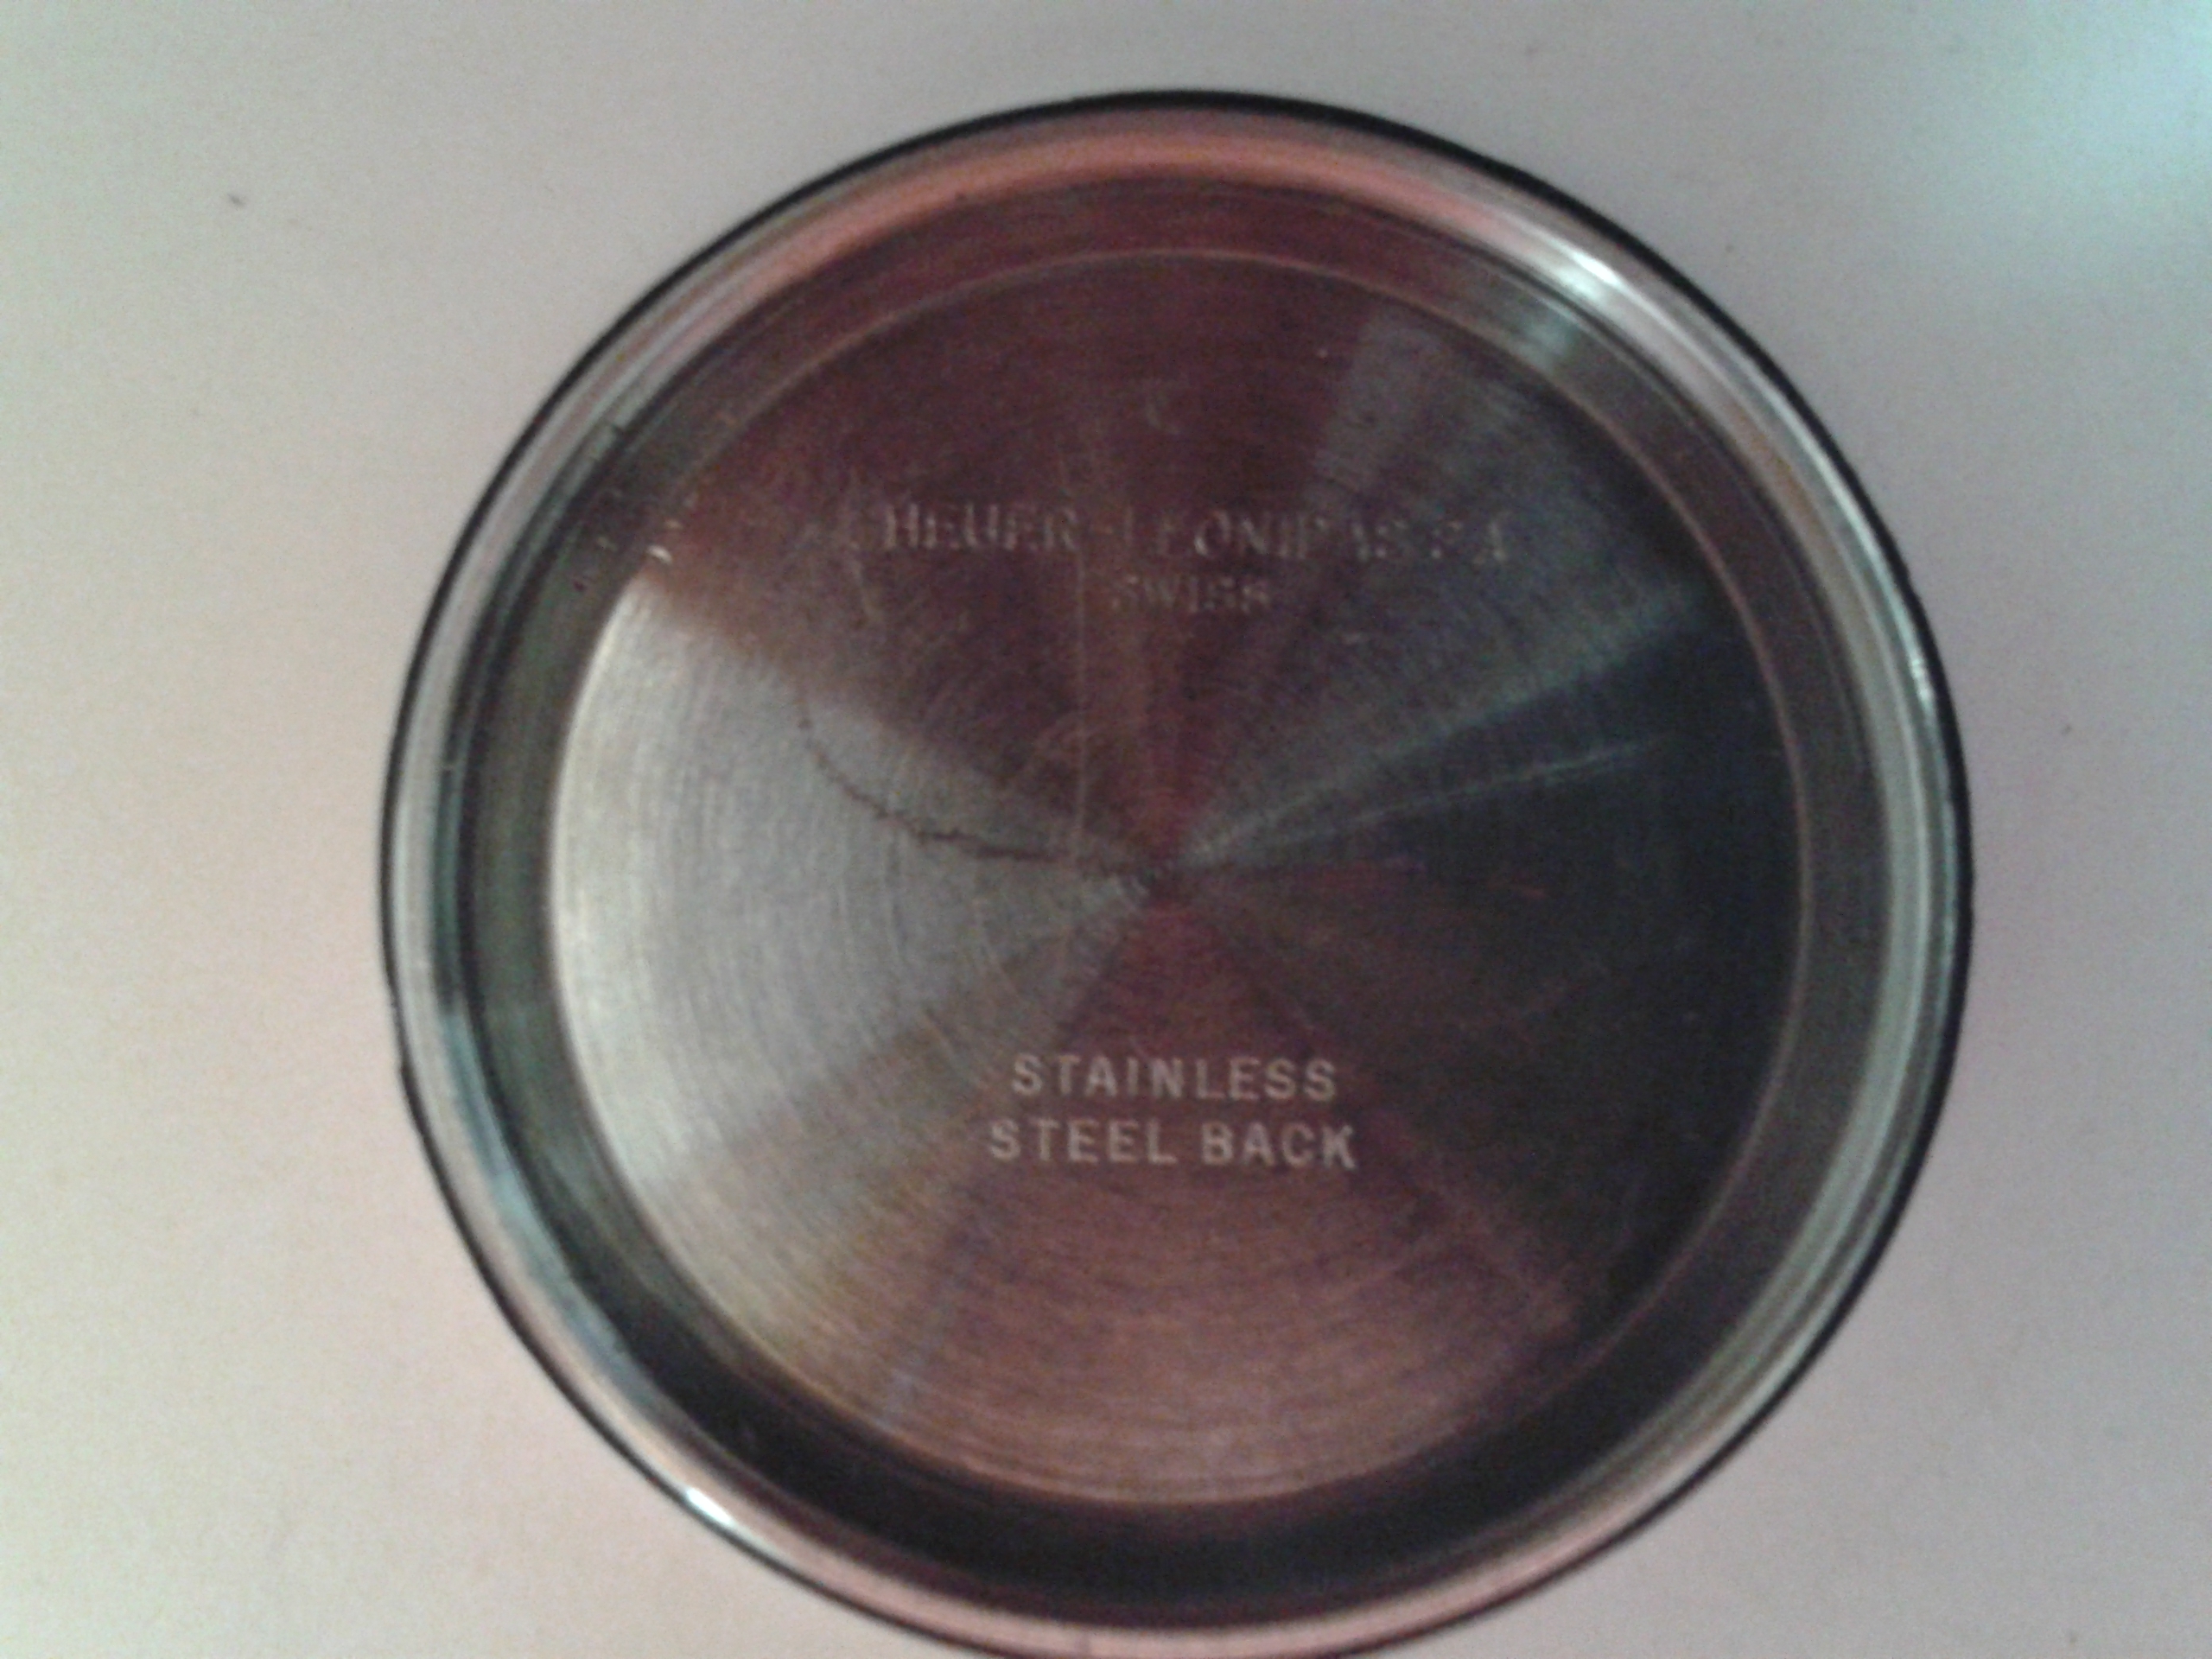 HEUER-LEONIDAS S A
SWISS
STAINLESS
STEEL BACK